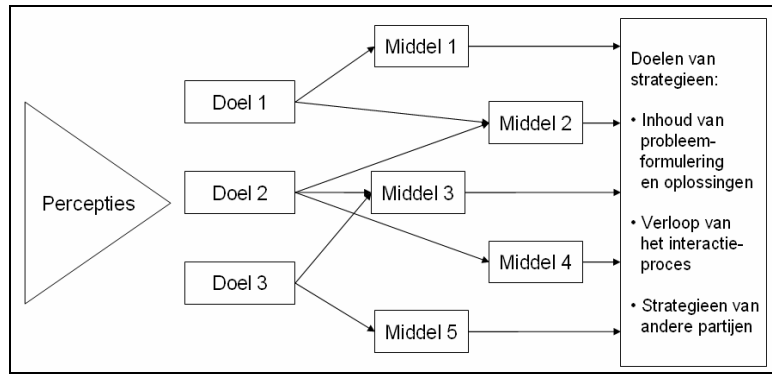 Percepties
Doel 1
Doel 2
Doel 3
Middel 1
Middel 2
Middel 3
Middel 4
Middel 5
Doelen van
strategieen:
• Inhoud van
probleem-
formulering
en oplossingen
• Verloop van
het interactie-
proces
• Strategieen van
andere partijen